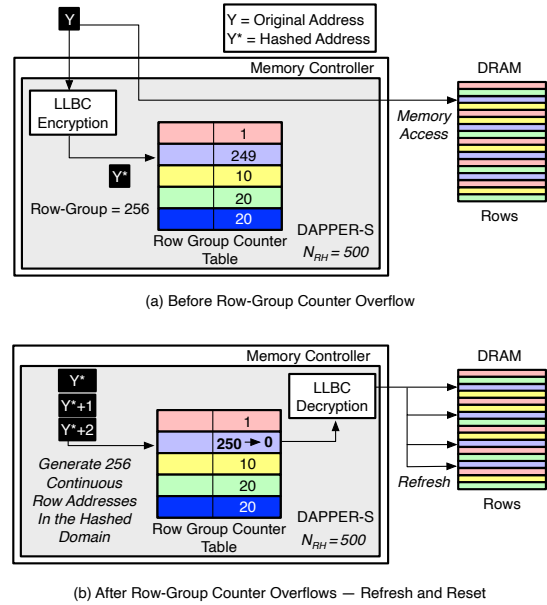 Y
Y = Original Address
Y* = Hashed Address
Memory Controller
DRAM
LLBC
Encryption
Memory
Access
1
249
10
20
20
Y*
Row-Group = 256
DAPPER-S
N_RH = 500
Row Group Counter
Table
Rows
(a) Before Row-Group Counter Overflow
Memory Controller
DRAM
Y*
Y*+1
Y*+2
LLBC
Decryption
1
250 → 0
10
20
20
Generate 256
Continuous
Row Addresses
In the Hashed
Domain
Refresh
DAPPER-S
N_RH = 500
Row Group Counter
Table
Rows
(b) After Row-Group Counter Overflows — Refresh and Reset